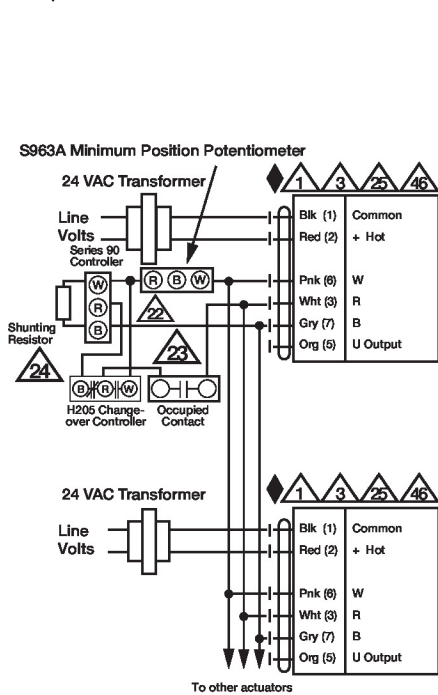 S963A Minimum Position Potentiometer
24 VAC Transformer
1 3 25 46
Line
Volts
Blk (1) Common
Red (2) + Hot
Series 90
Controller
W
R
B
R B W
Pnk (6) W
Wht (3) R
Gry (7) B
Org (5) U Output
22
Shunting
Resistor
23
24
B R W
H205 Change-
over Controller
Occupied
Contact
24 VAC Transformer
1 3 25 46
Line
Volts
Blk (1) Common
Red (2) + Hot
Pnk (6) W
Wht (3) R
Gry (7) B
Org (5) U Output
To other actuators